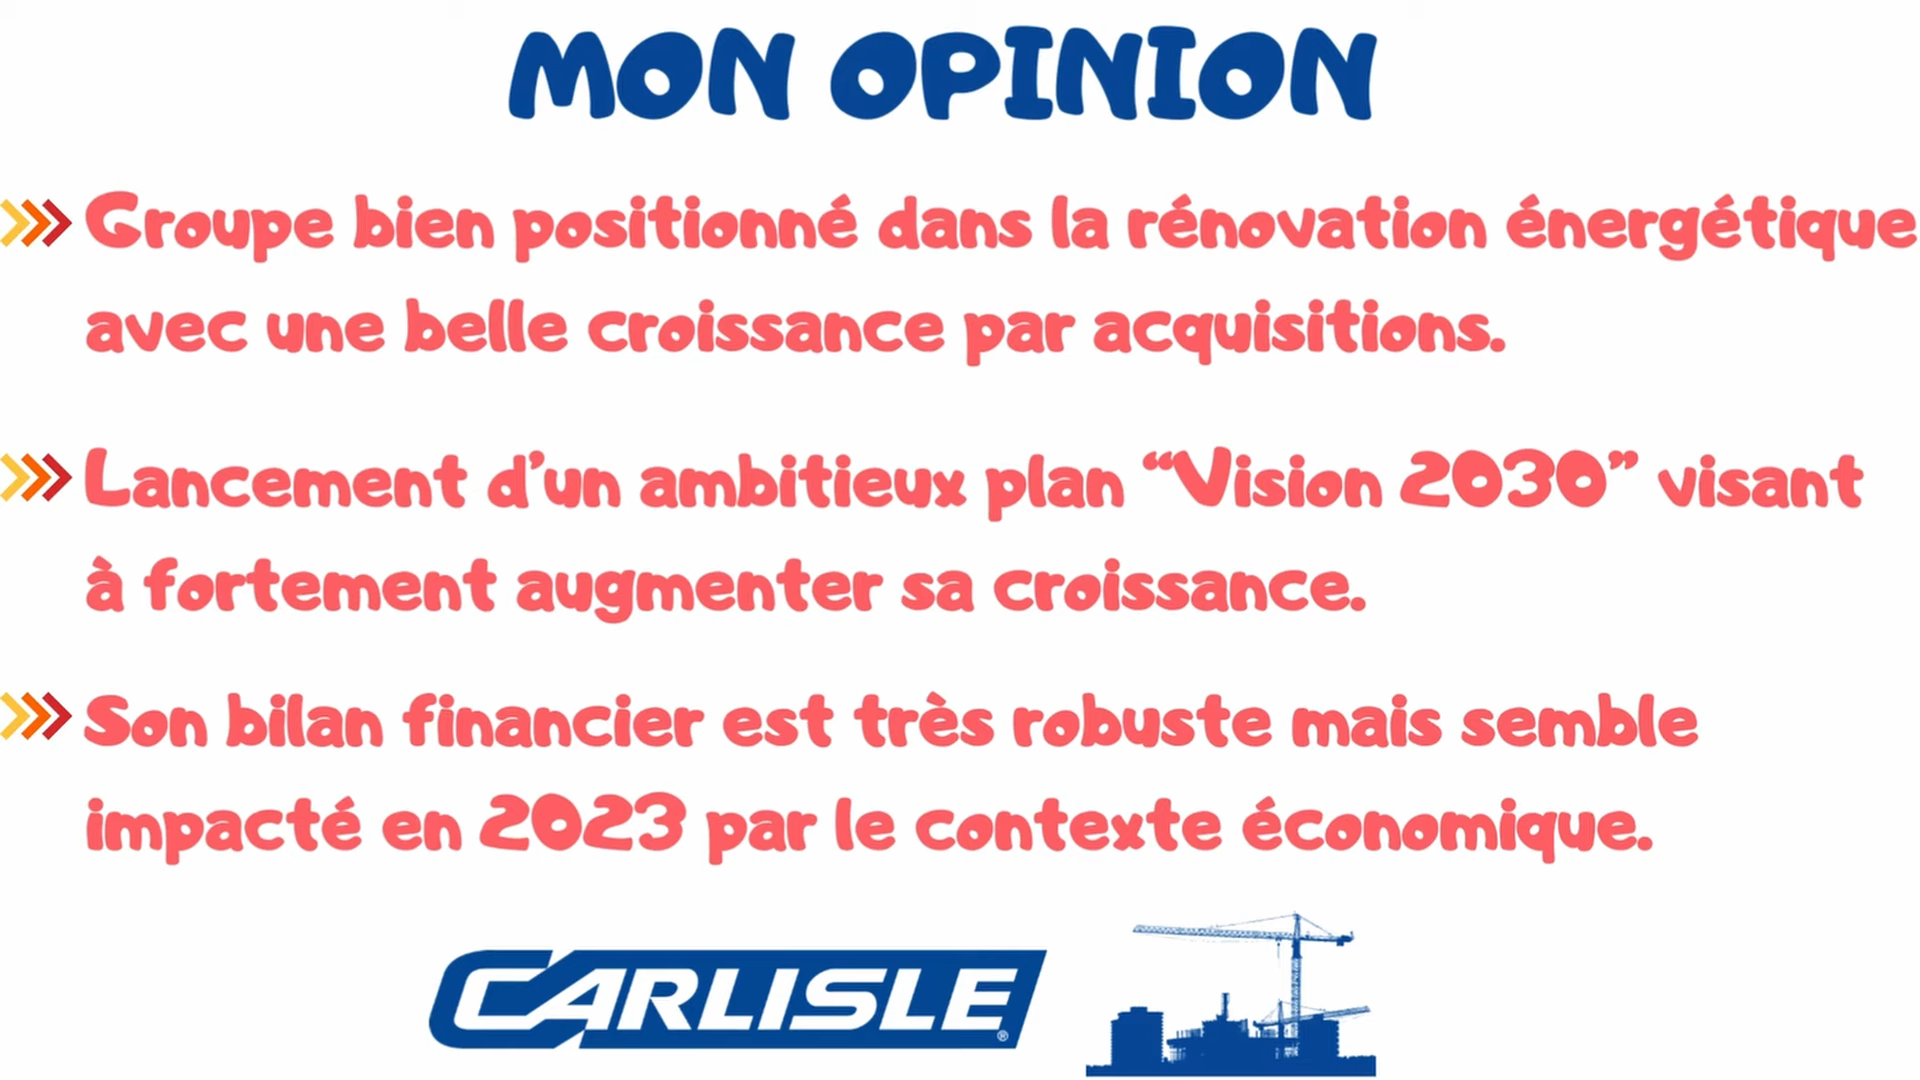 MON OPINION
Groupe bien positionné dans la rénovation énergétique
avec une belle croissance par acquisitions.
Lancement d’un ambitieux plan “Vision 2030” visant
à fortement augmenter sa croissance.
Son bilan financier est très robuste mais semble
impacté en 2023 par le contexte économique.
CARLISLE®